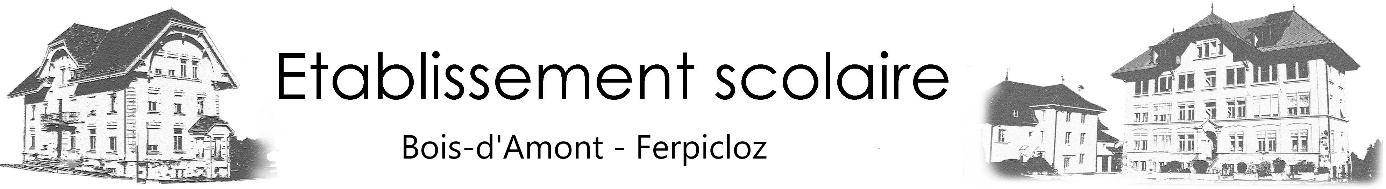 Etablissement scolaire
Bois-d'Amont - Ferpicloz